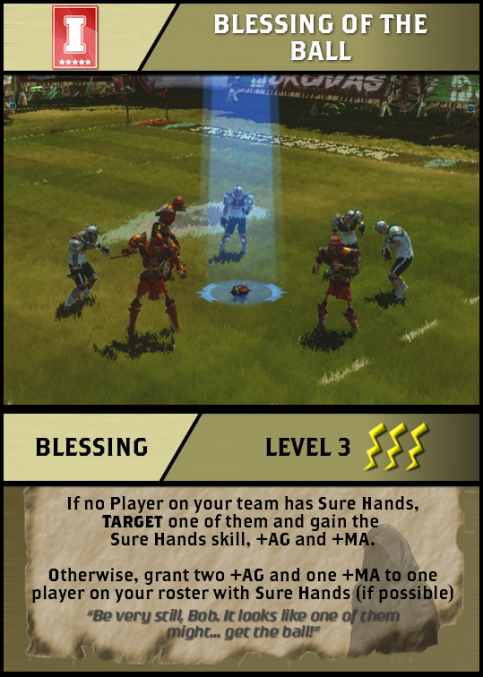 I
BLESSING OF THE
BALL
BLESSING
LEVEL 3
If no Player on your team has Sure Hands,
TARGET one of them and gain the
Sure Hands skill, +AG and +MA.
Otherwise, grant two +AG and one +MA to one
player on your roster with Sure Hands (if possible)
"Be very still, Bob. It looks like one of them
might... get the ball!"